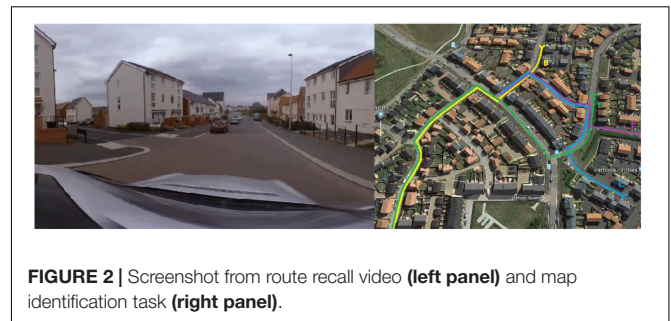 B
FIGURE 2 | Screenshot from route recall video (left panel) and map
identification task (right panel).